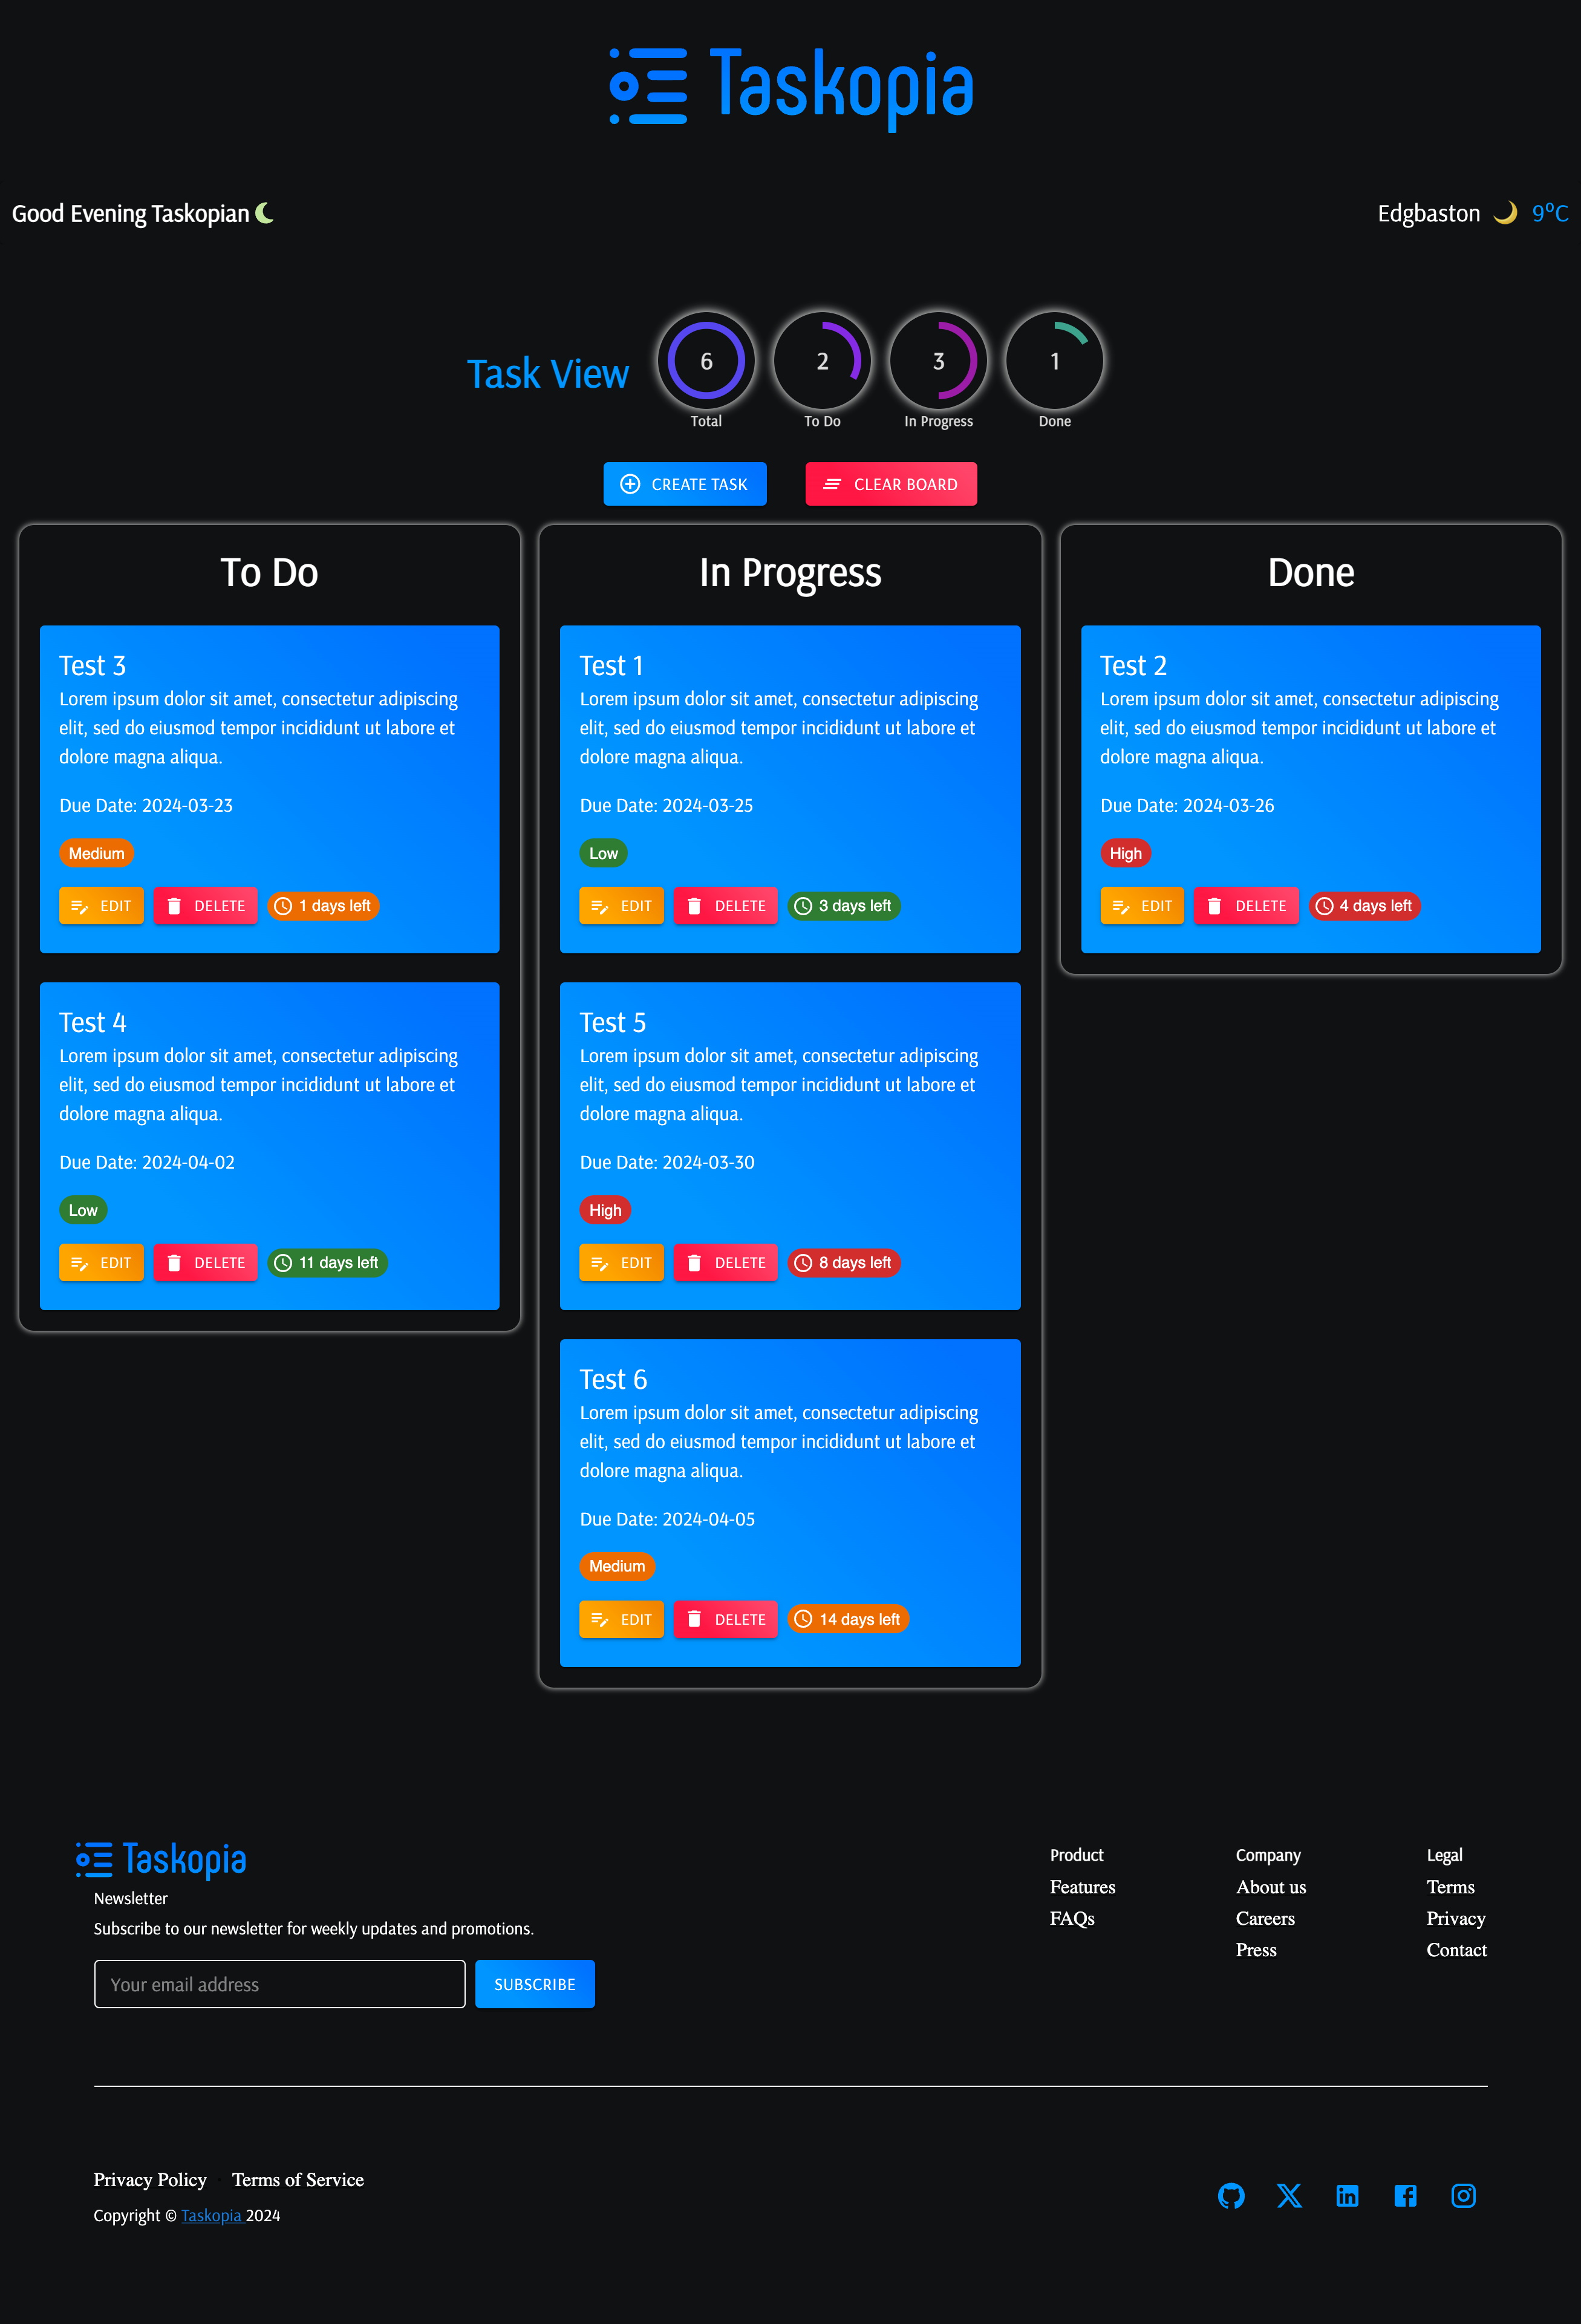 Taskopia
Good Evening Taskopian
Edgbaston 9°C
Task View
6
Total
2
To Do
3
In Progress
1
Done
CREATE TASK
CLEAR BOARD
To Do
Test 3
Lorem ipsum dolor sit amet, consectetur adipiscing
elit, sed do eiusmod tempor incididunt ut labore et
dolore magna aliqua.
Due Date: 2024-03-23
Medium
EDIT DELETE 1 days left
Test 4
Lorem ipsum dolor sit amet, consectetur adipiscing
elit, sed do eiusmod tempor incididunt ut labore et
dolore magna aliqua.
Due Date: 2024-04-02
Low
EDIT DELETE 11 days left
In Progress
Test 1
Lorem ipsum dolor sit amet, consectetur adipiscing
elit, sed do eiusmod tempor incididunt ut labore et
dolore magna aliqua.
Due Date: 2024-03-25
Low
EDIT DELETE 3 days left
Test 5
Lorem ipsum dolor sit amet, consectetur adipiscing
elit, sed do eiusmod tempor incididunt ut labore et
dolore magna aliqua.
Due Date: 2024-03-30
High
EDIT DELETE 8 days left
Test 6
Lorem ipsum dolor sit amet, consectetur adipiscing
elit, sed do eiusmod tempor incididunt ut labore et
dolore magna aliqua.
Due Date: 2024-04-05
Medium
EDIT DELETE 14 days left
Done
Test 2
Lorem ipsum dolor sit amet, consectetur adipiscing
elit, sed do eiusmod tempor incididunt ut labore et
dolore magna aliqua.
Due Date: 2024-03-26
High
EDIT DELETE 4 days left
Taskopia
Newsletter
Subscribe to our newsletter for weekly updates and promotions.
Your email address
SUBSCRIBE
Product
Features
FAQs
Company
About us
Careers
Press
Legal
Terms
Privacy
Contact
Privacy Policy • Terms of Service
Copyright © Taskopia 2024